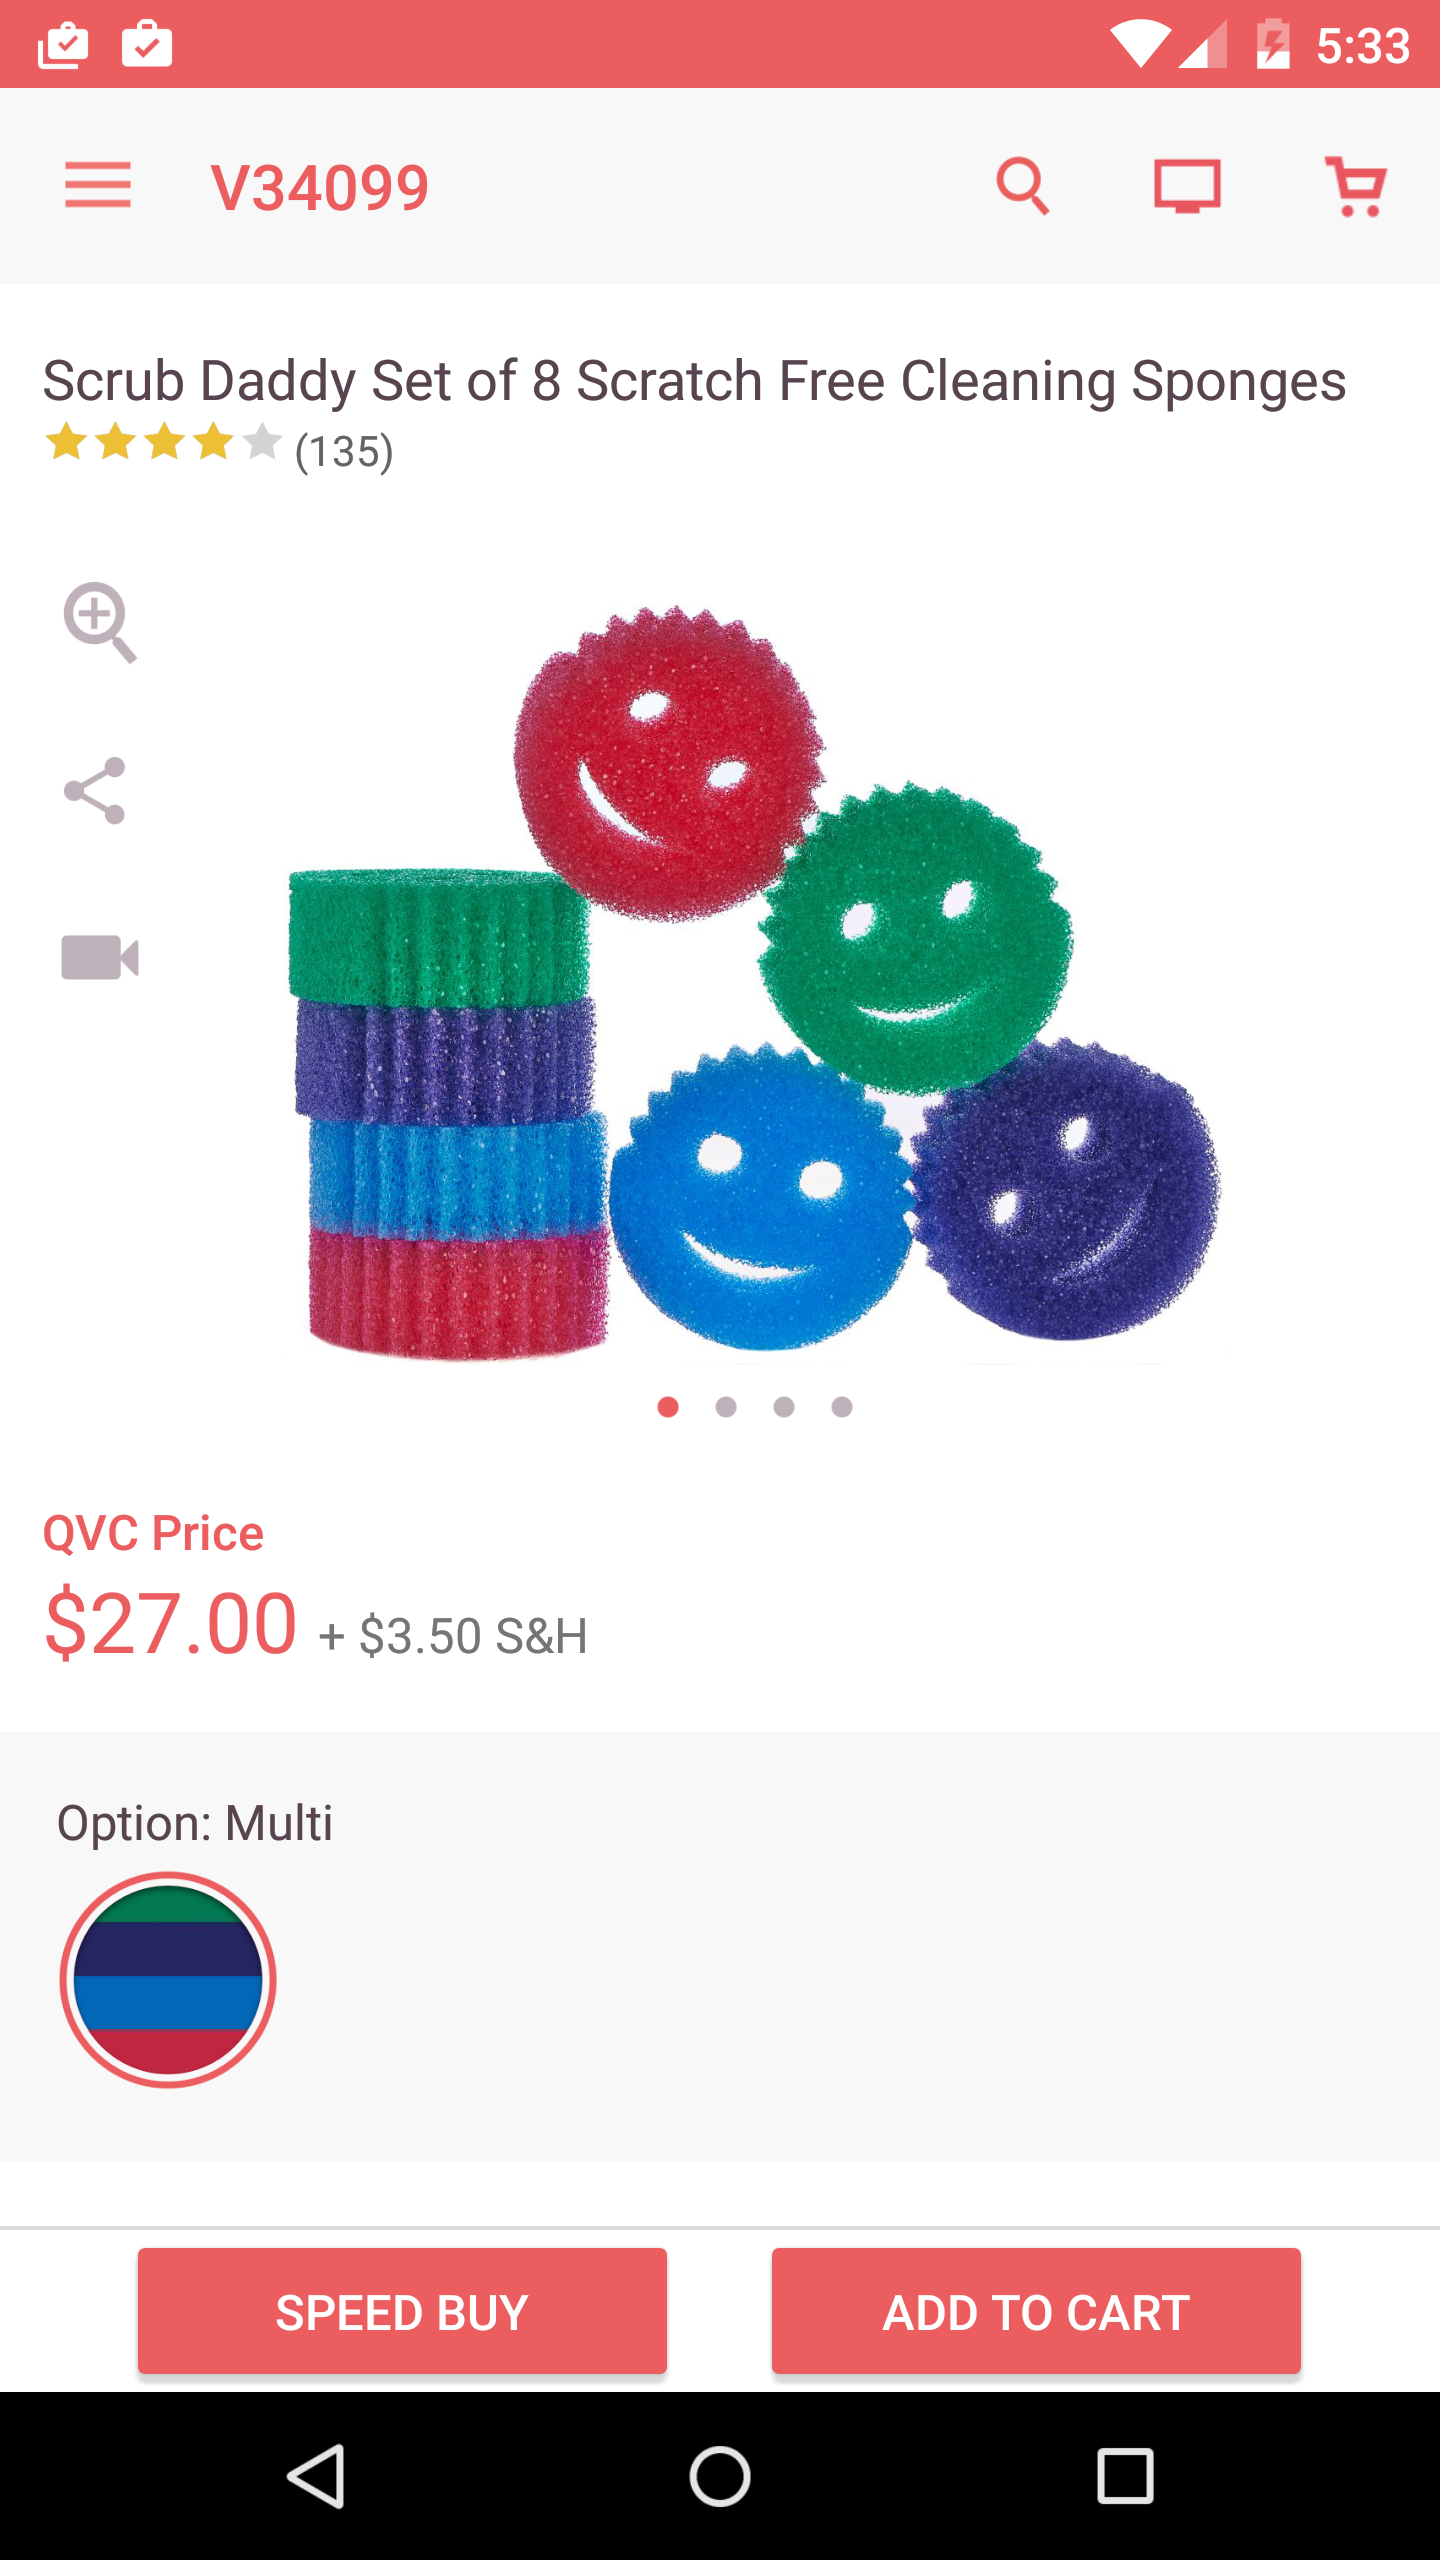 5:33
V34099
Scrub Daddy Set of 8 Scratch Free Cleaning Sponges
(135)
QVC Price
$27.00 + $3.50 S&H
Option: Multi
SPEED BUY
ADD TO CART